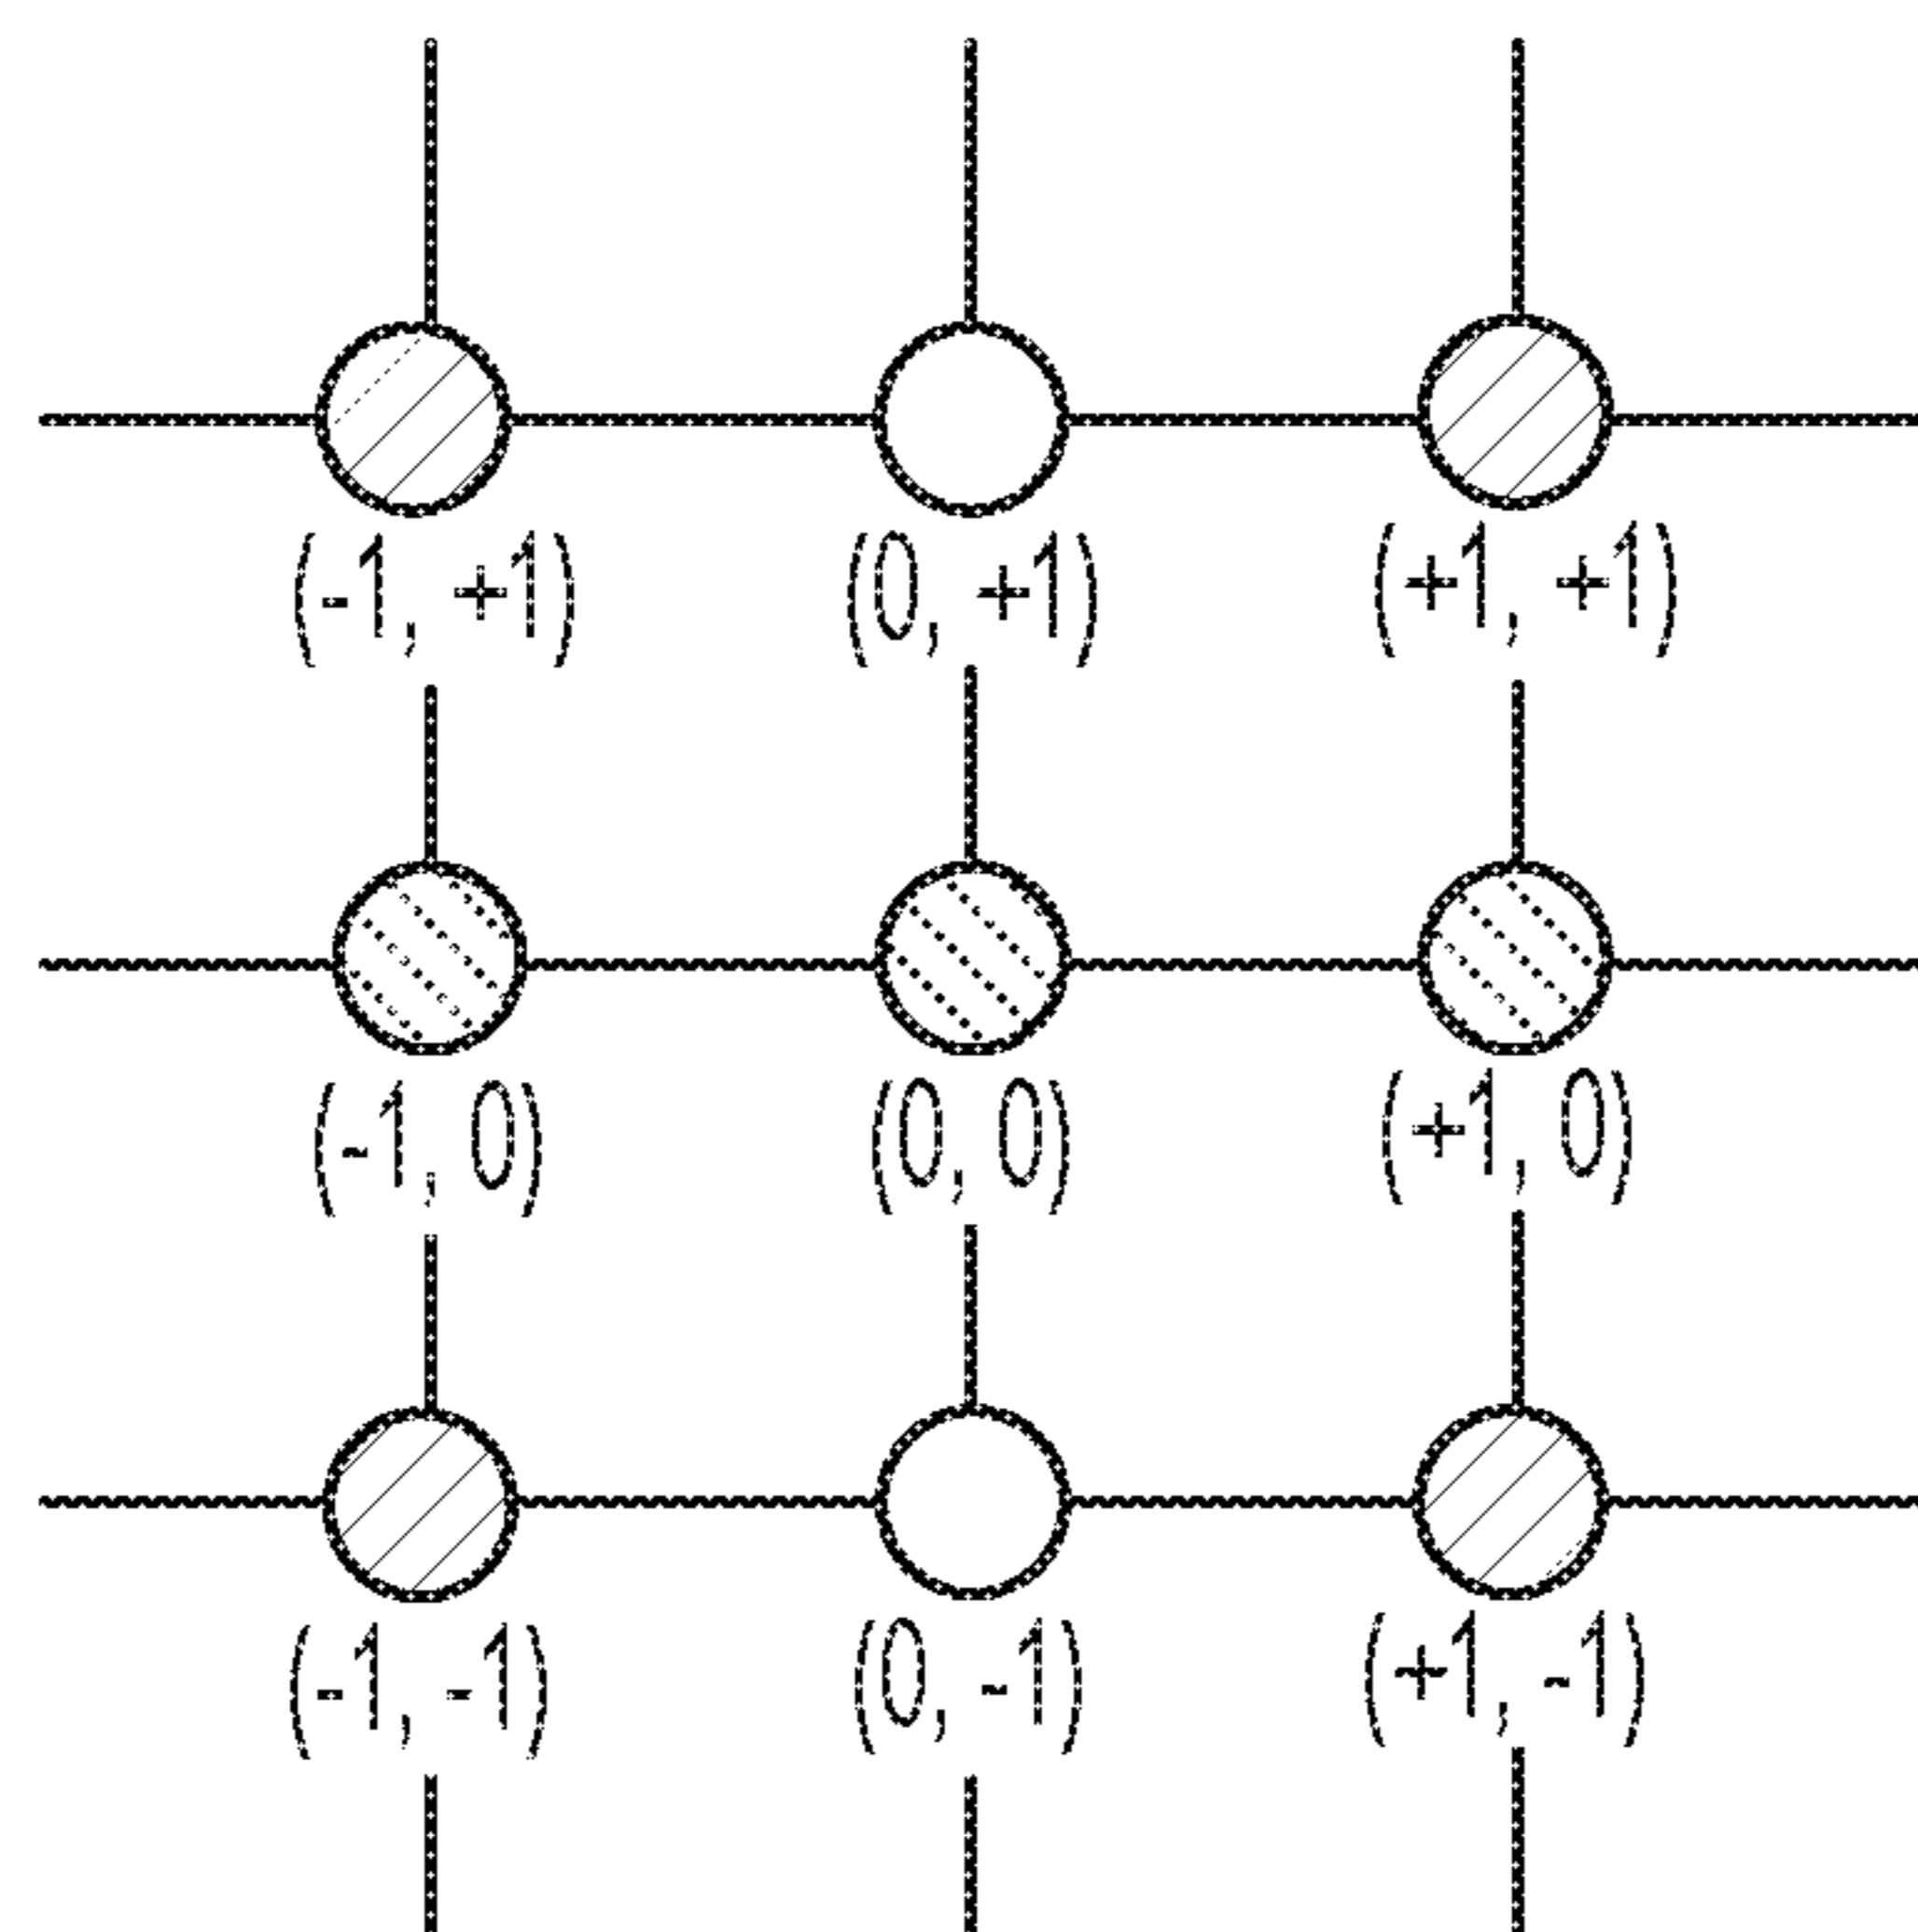 (-1, +1) (0, +1) (+1, +1)
(-1, 0) (0, 0) (+1, 0)
(-1, -1) (0, -1) (+1, -1)